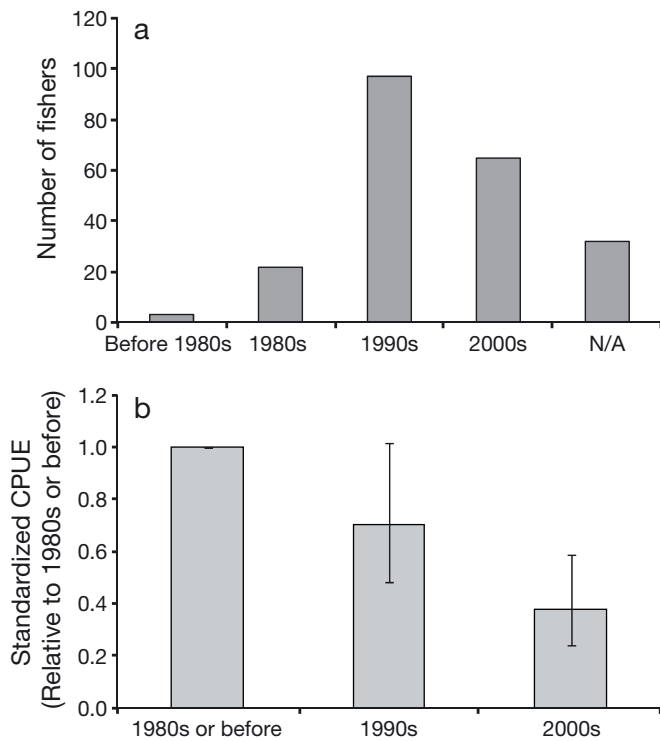 a
Number of fishers
120
100
80
60
40
20
0
Before 1980s 1980s 1990s 2000s N/A
b
Standardized CPUE
(Relative to 1980s or before)
1.2
1.0
0.8
0.6
0.4
0.2
0.0
1980s or before 1990s 2000s